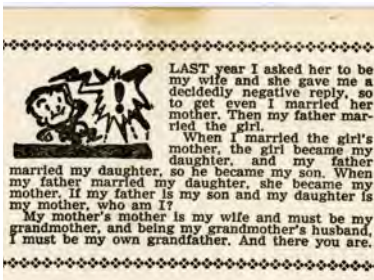 LAST year I asked her to be
my wife and she gave me a
decidedly negative reply, so
to get even I married her
mother. Then my father mar-
ried the girl.
When I married the girl's
mother, the girl became my
daughter, and my father
married my daughter, so he became my son. When
my father married my daughter, she became my
mother. If my father is my son and my daughter is
my mother, who am I?
My mother's mother is my wife and must be my
grandmother, and being my grandmother's husband,
I must be my own grandfather. And there you are.